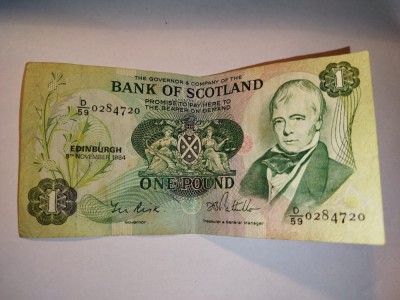 THE GOVERNOR & COMPANY OF THE
BANK OF SCOTLAND
PROMISE TO PAY HERE TO
THE BEARER ON DEMAND
1
D/59 0284720
EDINBURGH
9TH NOVEMBER 1984
ONE POUND
1
GOVERNOR
Treasurer & General Manager
D/59 0284720